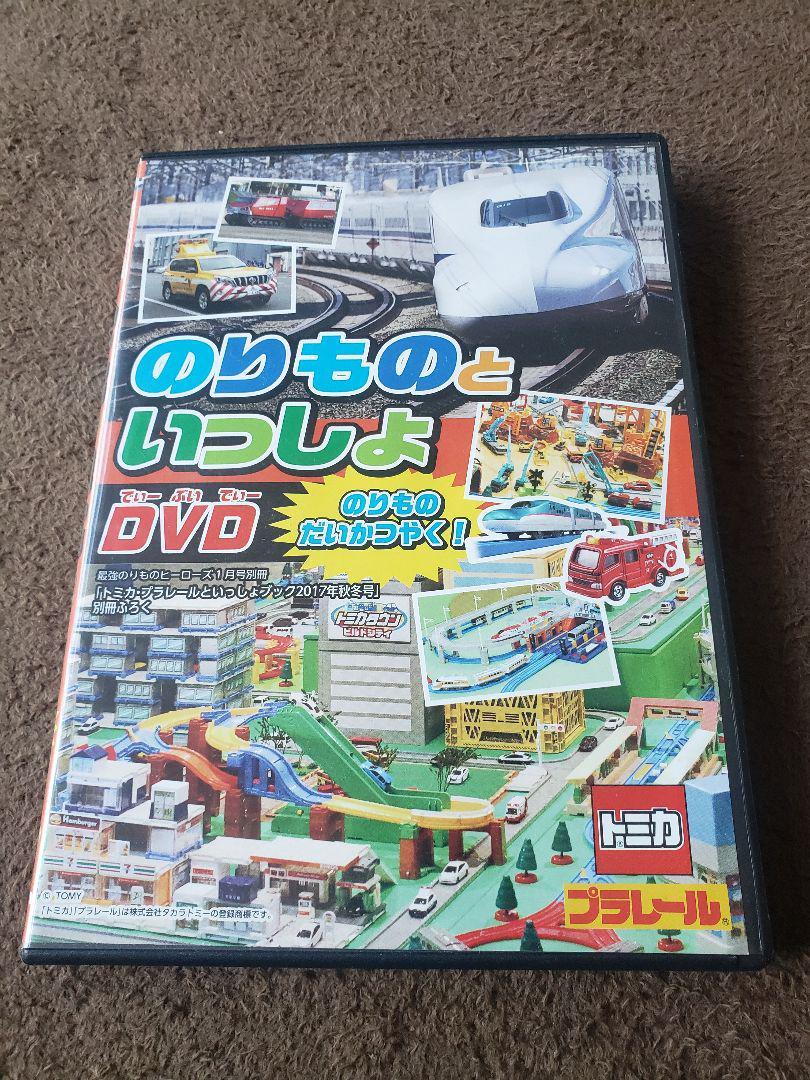 のりものと
いっしょ
でぃー ぶい でぃー
DVD
のりもの
だいかつやく!
最強のりものヒーローズ1月号別冊
「トミカ・プラレールといっしょブック2017年秋冬号」
別冊ふろく
トミカタウン
ビルドシティ
Hamburger
トミカ
プラレール
© TOMY
「トミカ」「プラレール」は株式会社タカラトミーの登録商標です。